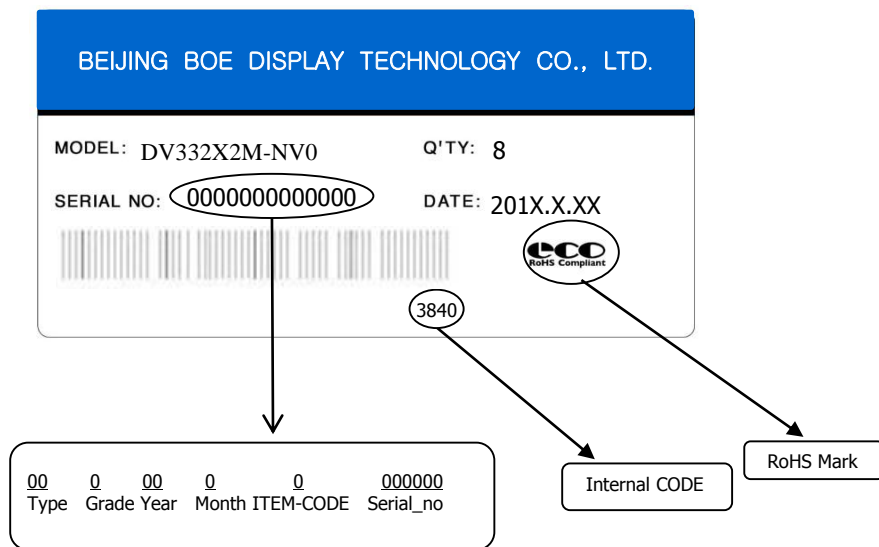 BEIJING BOE DISPLAY TECHNOLOGY CO., LTD.
MODEL: DV332X2M-NV0 Q'TY: 8
SERIAL NO: 0000000000000 DATE: 201X.X.XX
eco
RoHS Compliant
3840
00 0 00 0 0 000000
Type Grade Year Month ITEM-CODE Serial_no
Internal CODE
RoHS Mark